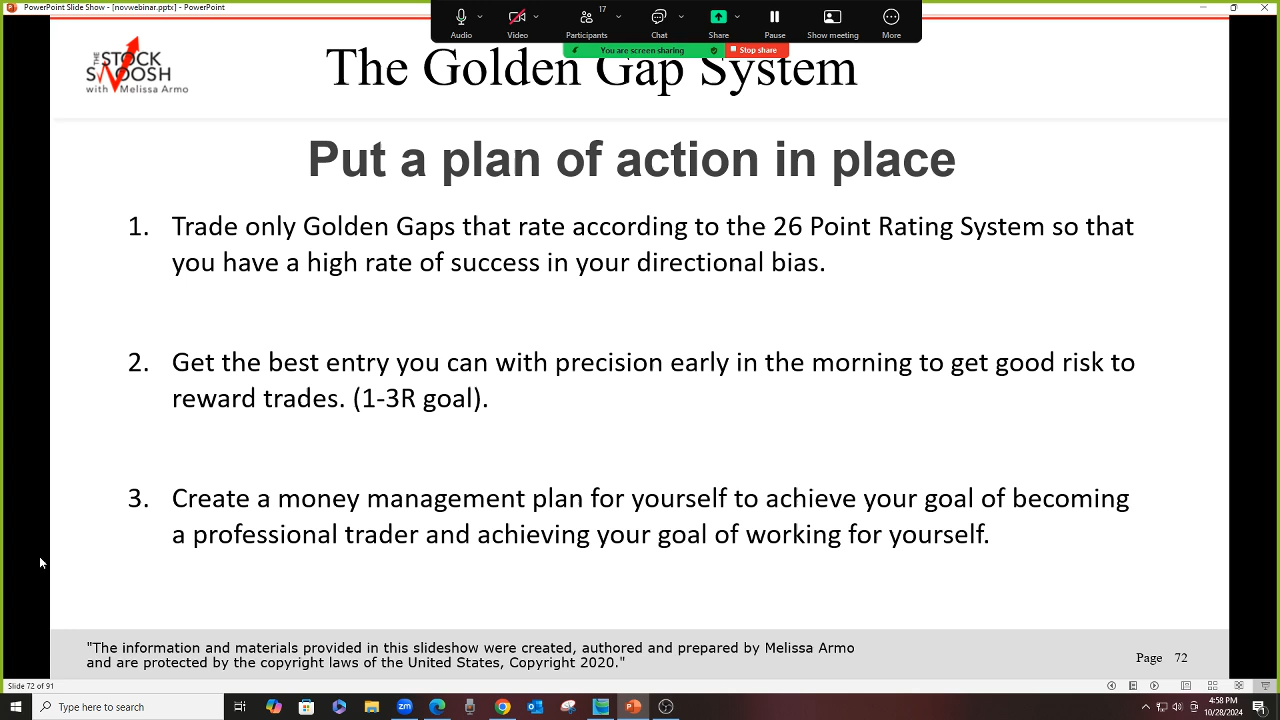 PowerPoint Slide Show - [novwebinar.pptx] - PowerPoint
Audio
Video
17
Participants
Chat
Share
Pause
Show meeting
More
You are screen sharing
Stop share
THE
STOCK
SWOOSH
with Melissa Armo
The Golden Gap System
Put a plan of action in place
1. Trade only Golden Gaps that rate according to the 26 Point Rating System so that
you have a high rate of success in your directional bias.
2. Get the best entry you can with precision early in the morning to get good risk to
reward trades. (1-3R goal).
3. Create a money management plan for yourself to achieve your goal of becoming
a professional trader and achieving your goal of working for yourself.
"The information and materials provided in this slideshow were created, authored and prepared by Melissa Armo
and are protected by the copyright laws of the United States, Copyright 2020."
Page 72
Slide 72 of 91
Type here to search
4:58 PM
10/28/2024